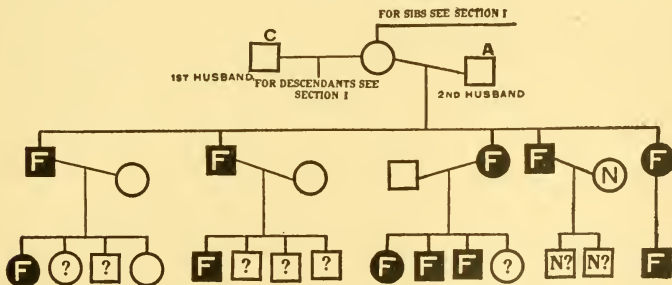 FOR SIBS SEE SECTION I
C
A
1ST HUSBAND
FOR DESCENDANTS SEE
SECTION I
2ND HUSBAND
F F F F F
N
F ? ? F ? ? ? F F F ? N? N? F